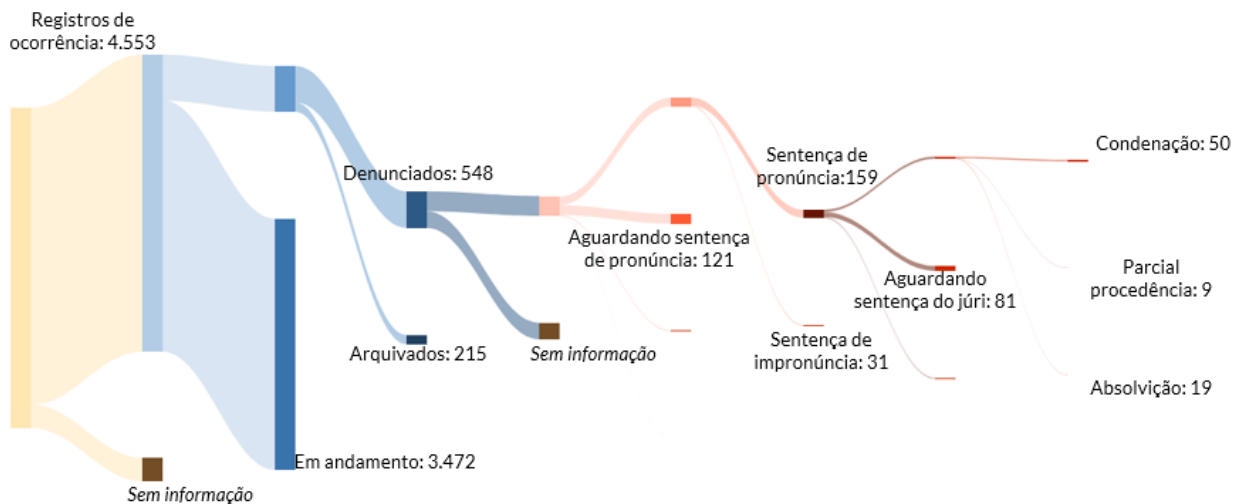 Registros de
ocorrência: 4.553
Denunciados: 548
Arquivados: 215
Em andamento: 3.472
Sem informação
Aguardando sentença
de pronúncia: 121
Sem informação
Sentença de
pronúncia:159
Sentença de
impronúncia: 31
Aguardando
sentença do júri: 81
Condenação: 50
Parcial
procedência: 9
Absolvição: 19